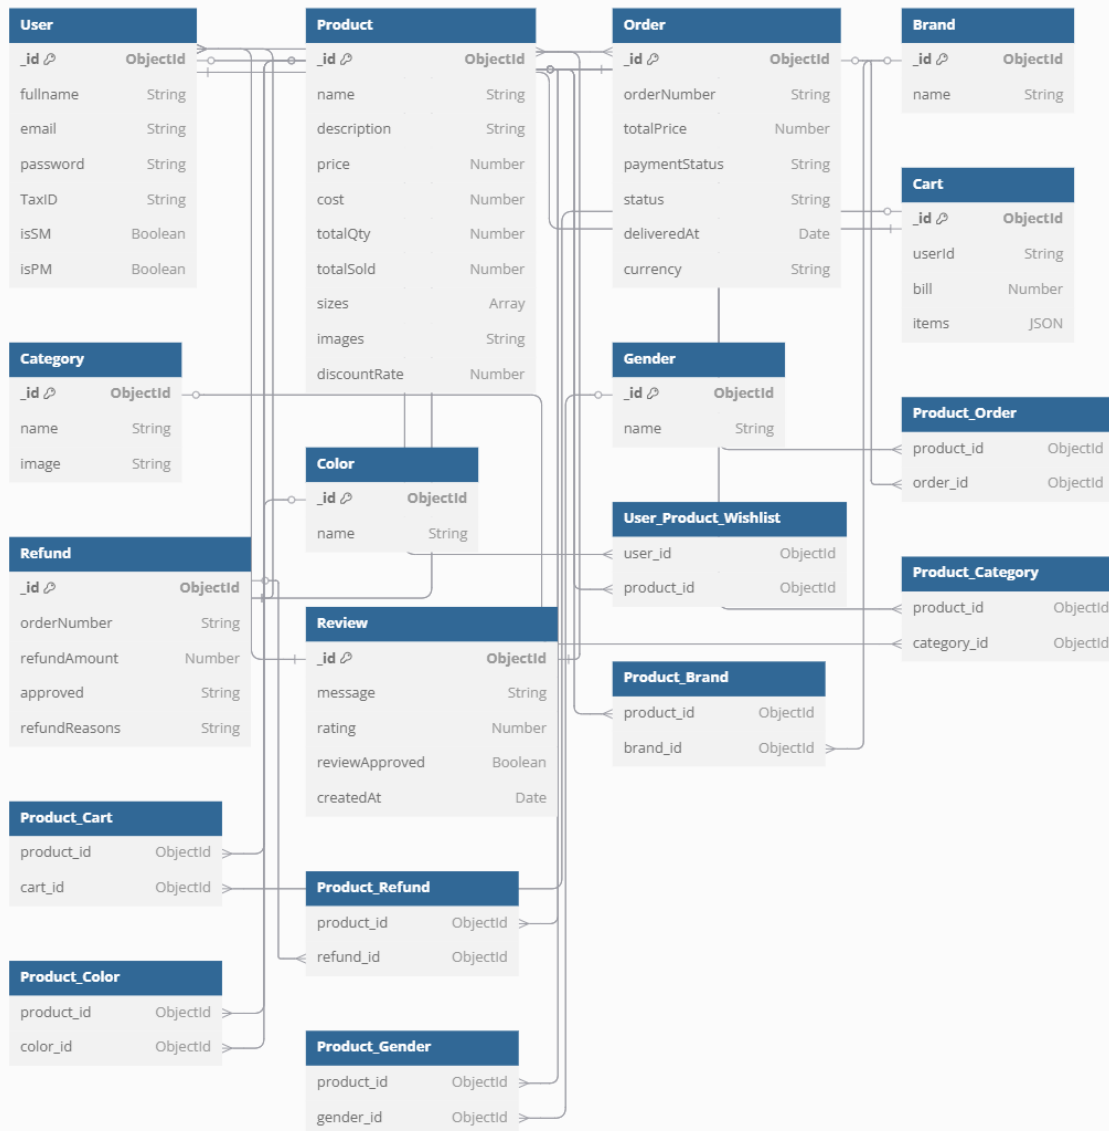 User
_id ObjectId
fullname String
email String
password String
TaxID String
isSM Boolean
isPM Boolean
Product
_id ObjectId
name String
description String
price Number
cost Number
totalQty Number
totalSold Number
sizes Array
images String
discountRate Number
Order
_id ObjectId
orderNumber String
totalPrice Number
paymentStatus String
status String
deliveredAt Date
currency String
Brand
_id ObjectId
name String
Cart
_id ObjectId
userId String
bill Number
items JSON
Category
_id ObjectId
name String
image String
Gender
_id ObjectId
name String
Product_Order
product_id ObjectId
order_id ObjectId
Color
_id ObjectId
name String
User_Product_Wishlist
user_id ObjectId
product_id ObjectId
Refund
_id ObjectId
orderNumber String
refundAmount Number
approved String
refundReasons String
Product_Category
product_id ObjectId
category_id ObjectId
Review
_id ObjectId
message String
rating Number
reviewApproved Boolean
createdAt Date
Product_Brand
product_id ObjectId
brand_id ObjectId
Product_Cart
product_id ObjectId
cart_id ObjectId
Product_Refund
product_id ObjectId
refund_id ObjectId
Product_Color
product_id ObjectId
color_id ObjectId
Product_Gender
product_id ObjectId
gender_id ObjectId